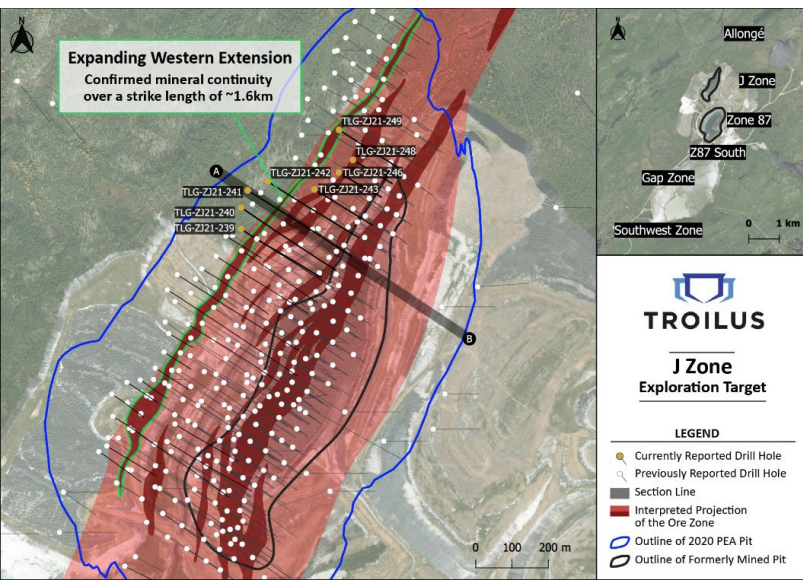 N
Expanding Western Extension
Confirmed mineral continuity
over a strike length of ~1.6km
TLG-ZJ21-249
TLG-ZJ21-248
TLG-ZJ21-242
TLG-ZJ21-246
TLG-ZJ21-241
TLG-ZJ21-243
TLG-ZJ21-240
TLG-ZJ21-239
A
B
0 100 200 m
N
Allongé
J Zone
Zone 87
Z87 South
Gap Zone
Southwest Zone
0 1 km
TROILUS
J Zone
Exploration Target
LEGEND
Currently Reported Drill Hole
Previously Reported Drill Hole
Section Line
Interpreted Projection
of the Ore Zone
Outline of 2020 PEA Pit
Outline of Formerly Mined Pit